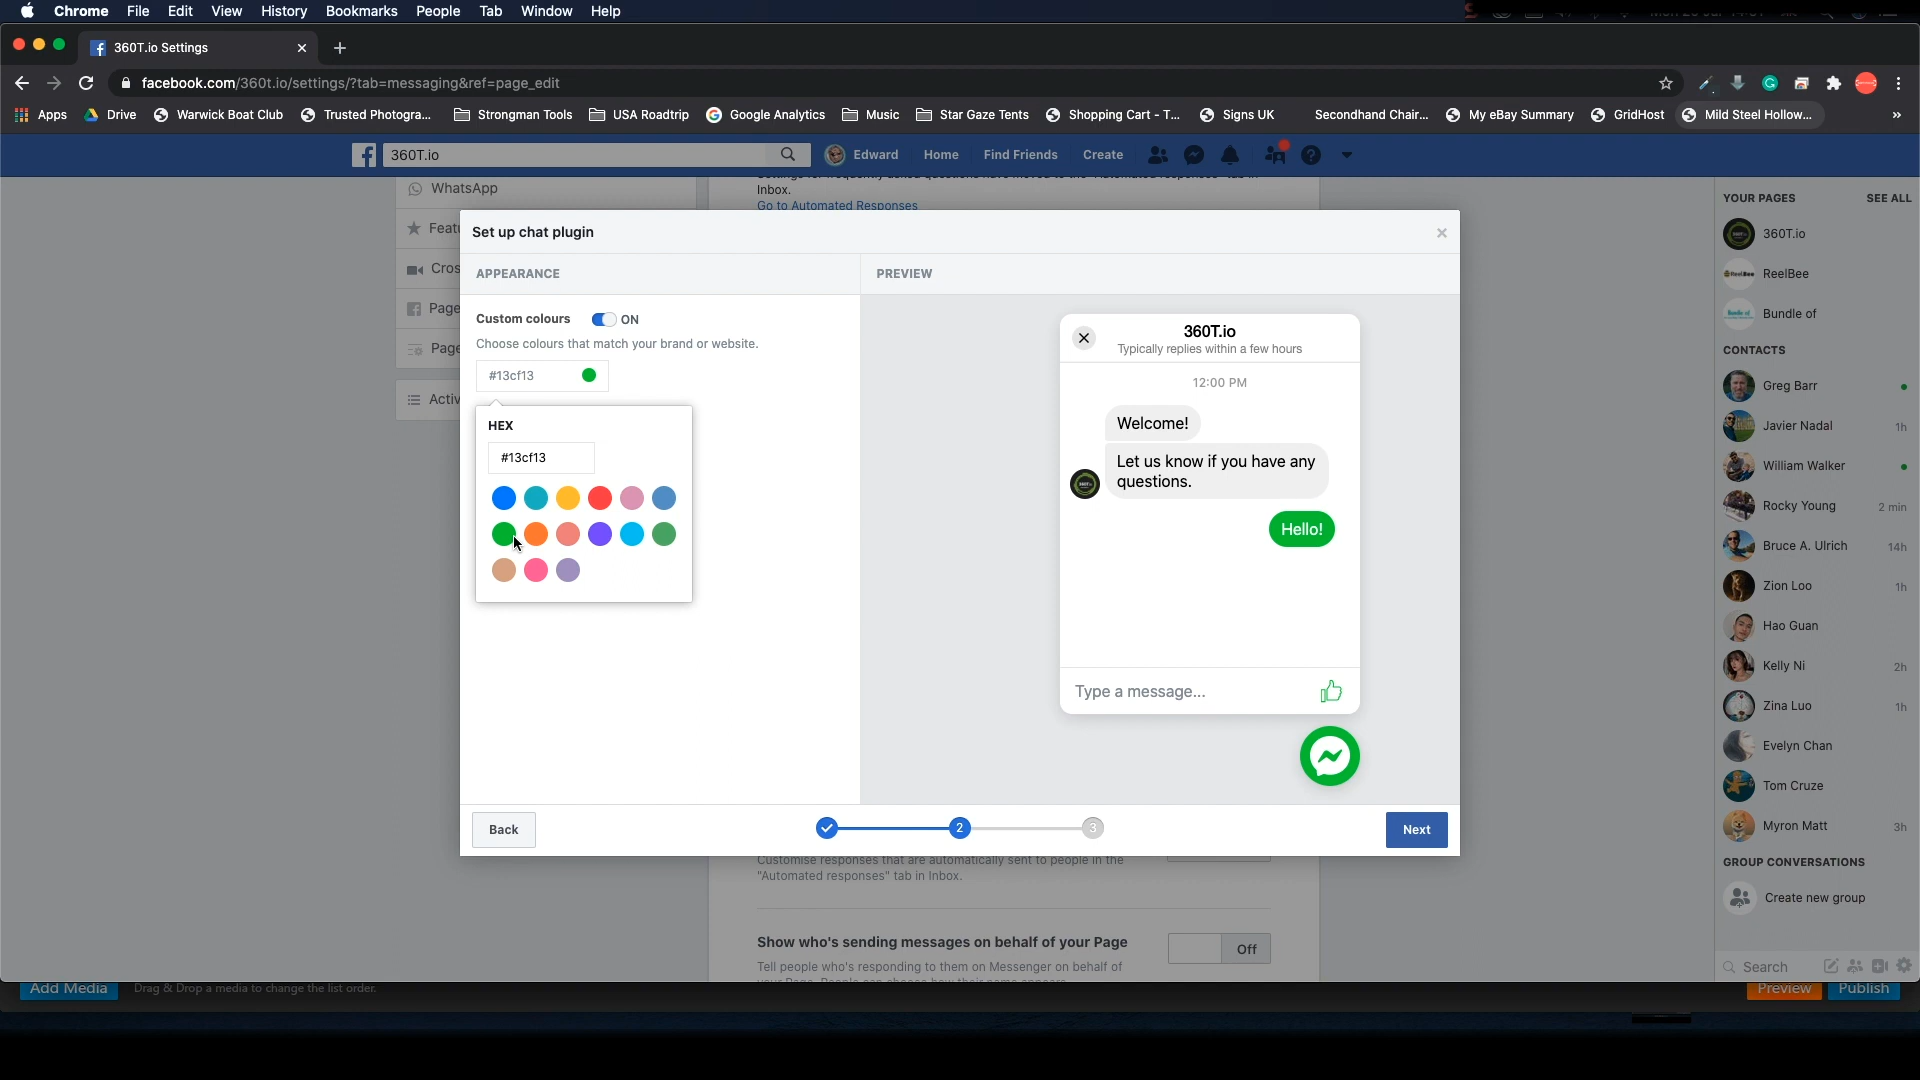 Chrome File Edit View History Bookmarks People Tab Window Help
360T.io Settings
facebook.com/360t.io/settings/?tab=messaging&ref=page_edit
Apps Drive Warwick Boat Club Trusted Photogra... Strongman Tools USA Roadtrip Google Analytics Music Star Gaze Tents Shopping Cart - T... Signs UK Secondhand Chair... My eBay Summary GridHost Mild Steel Hollow... »
360T.io Edward Home Find Friends Create
WhatsApp
Inbox.
Go to Automated Responses
Featu
Cros
Page
Page
Activ
Set up chat plugin
APPEARANCE
PREVIEW
Custom colours ON
Choose colours that match your brand or website.
#13cf13
HEX
#13cf13
360T.io
Typically replies within a few hours
12:00 PM
Welcome!
Let us know if you have any
questions.
Hello!
Type a message...
Back
2
3
Next
Customise responses that are automatically sent to people in the
"Automated responses" tab in Inbox.
Show who's sending messages on behalf of your Page
Off
Tell people who's responding to them on Messenger on behalf of
YOUR PAGES SEE ALL
360T.io
ReelBee
Bundle of
CONTACTS
Greg Barr
Javier Nadal 1h
William Walker
Rocky Young 2 min
Bruce A. Ulrich 14h
Zion Loo 1h
Hao Guan
Kelly Ni 2h
Zina Luo 1h
Evelyn Chan
Tom Cruze
Myron Matt 3h
GROUP CONVERSATIONS
Create new group
Search
Add Media Drag & Drop a media to change the list order.
Preview Publish